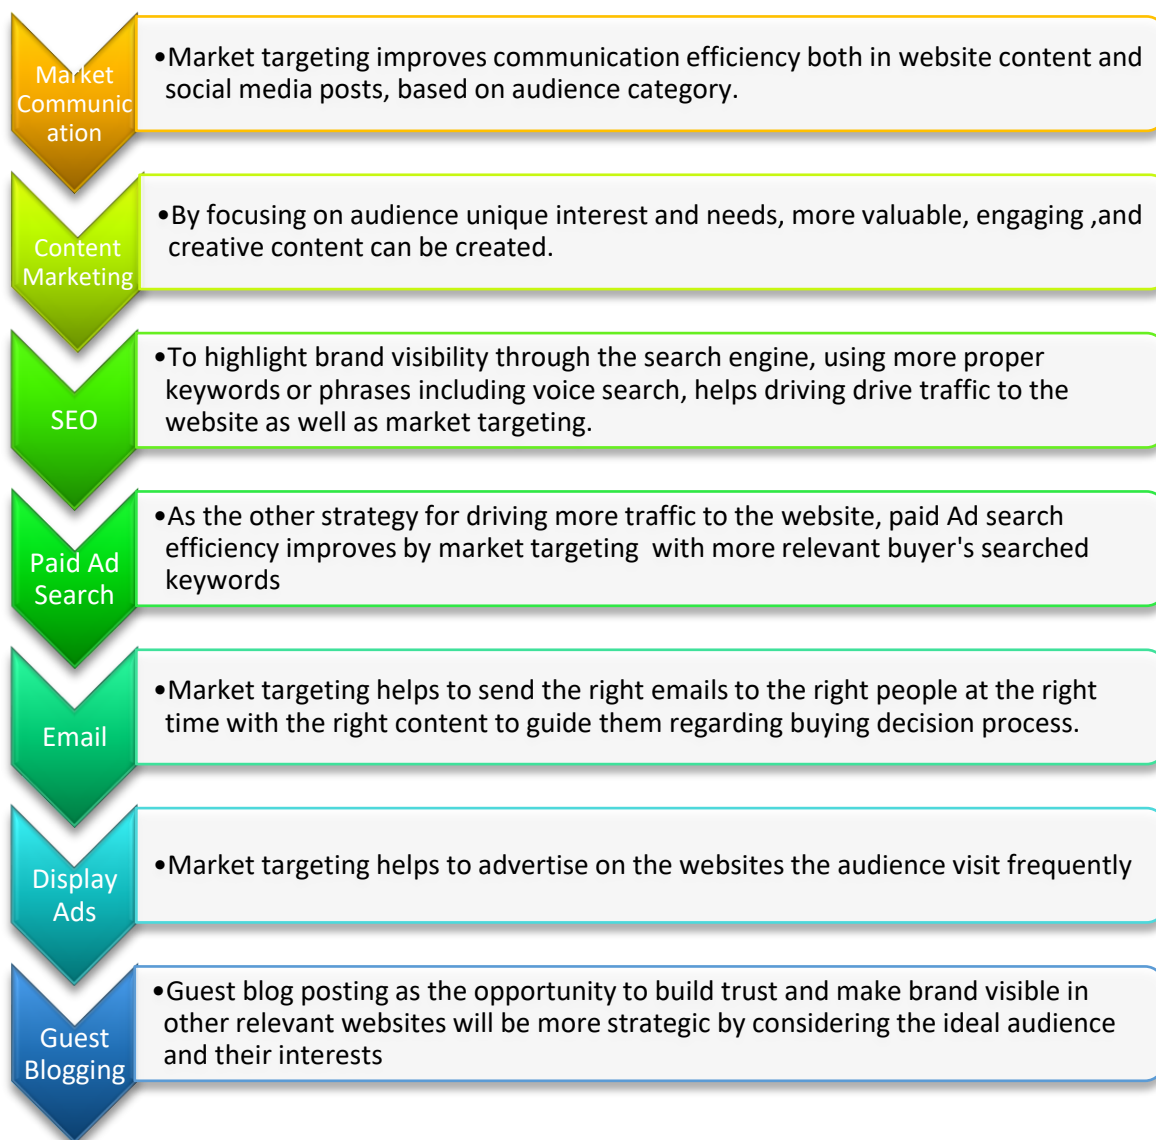 Market
Communic
ation
•Market targeting improves communication efficiency both in website content and
social media posts, based on audience category.
Content
Marketing
•By focusing on audience unique interest and needs, more valuable, engaging ,and
creative content can be created.
SEO
•To highlight brand visibility through the search engine, using more proper
keywords or phrases including voice search, helps driving drive traffic to the
website as well as market targeting.
Paid Ad
Search
•As the other strategy for driving more traffic to the website, paid Ad search
efficiency improves by market targeting  with more relevant buyer's searched
keywords
Email
•Market targeting helps to send the right emails to the right people at the right
time with the right content to guide them regarding buying decision process.
Display
Ads
•Market targeting helps to advertise on the websites the audience visit frequently
Guest
Blogging
•Guest blog posting as the opportunity to build trust and make brand visible in
other relevant websites will be more strategic by considering the ideal audience
and their interests